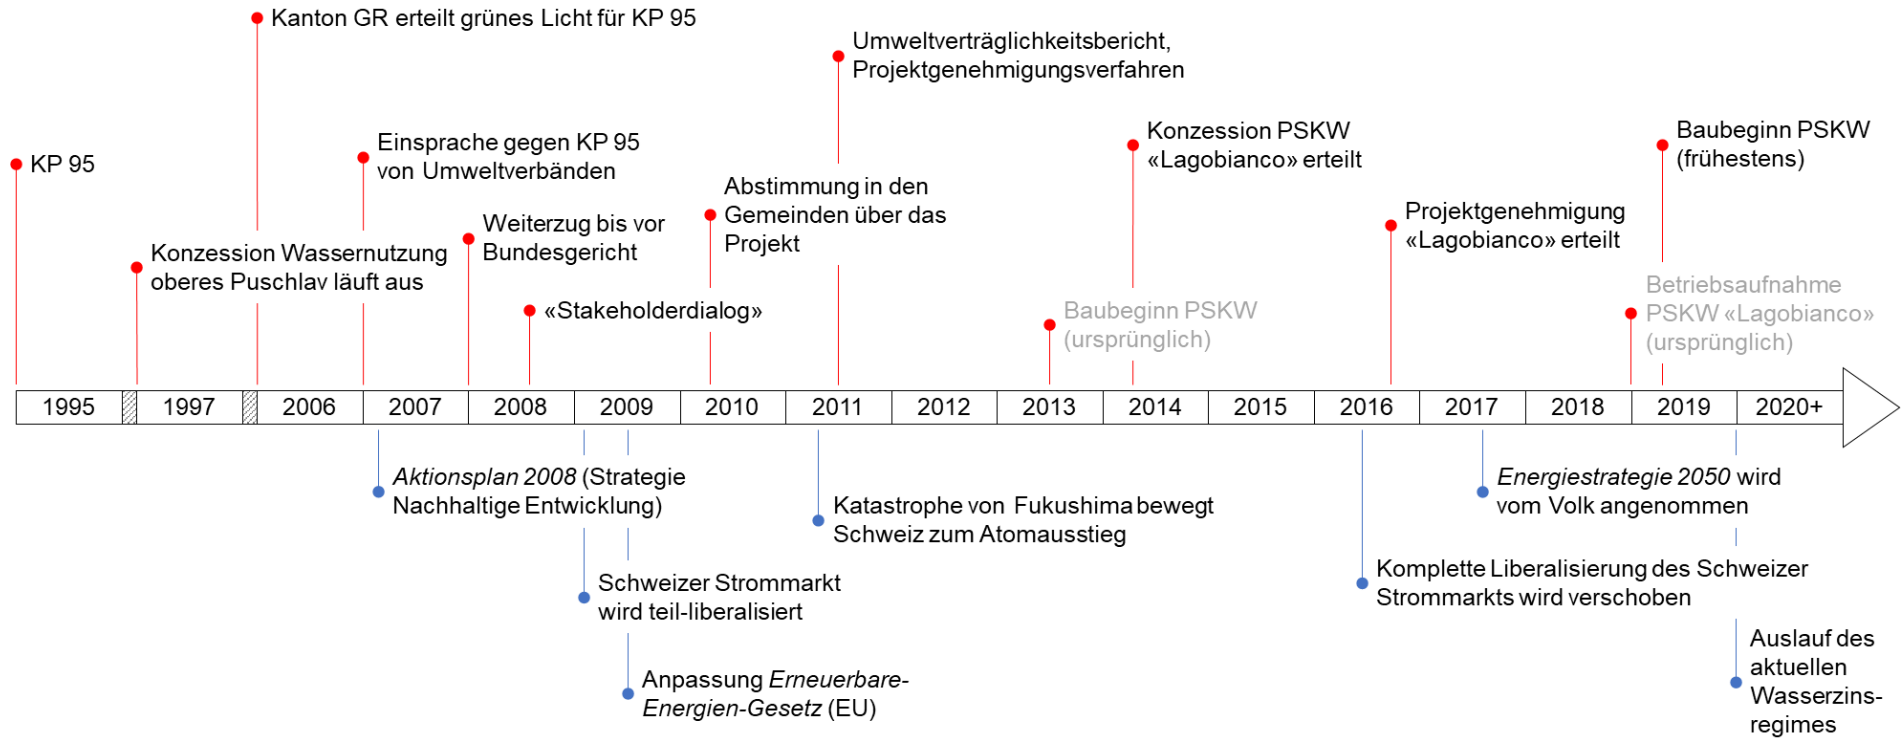 Kanton GR erteilt grünes Licht für KP 95
Umweltverträglichkeitsbericht,
Projektgenehmigungsverfahren
KP 95
Einsprache gegen KP 95
von Umweltverbänden
Konzession PSKW
«Lagobianco» erteilt
Baubeginn PSKW
(frühestens)
Abstimmung in den
Gemeinden über das
Projekt
Weiterzug bis vor
Bundesgericht
Projektgenehmigung
«Lagobianco» erteilt
Konzession Wassernutzung
oberes Puschlav läuft aus
«Stakeholderdialog»
Baubeginn PSKW
(ursprünglich)
Betriebsaufnahme
PSKW «Lagobianco»
(ursprünglich)
1995 1997 2006 2007 2008 2009 2010 2011 2012 2013 2014 2015 2016 2017 2018 2019 2020+
Aktionsplan 2008 (Strategie
Nachhaltige Entwicklung)
Katastrophe von Fukushima bewegt
Schweiz zum Atomausstieg
Energiestrategie 2050 wird
vom Volk angenommen
Schweizer Strommarkt
wird teil-liberalisiert
Komplette Liberalisierung des Schweizer
Strommarkts wird verschoben
Anpassung Erneuerbare-
Energien-Gesetz (EU)
Auslauf des
aktuellen
Wasserzins-
regimes